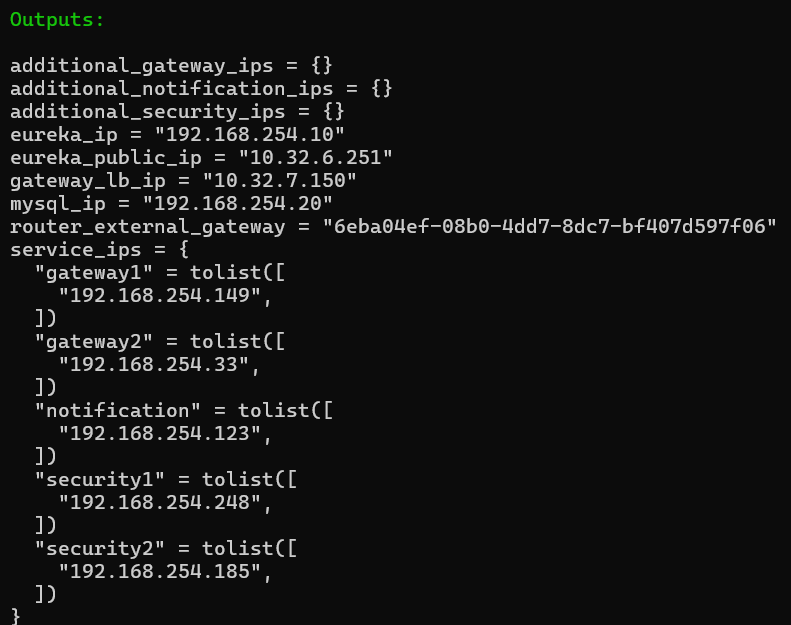 Outputs:

additional_gateway_ips = {}
additional_notification_ips = {}
additional_security_ips = {}
eureka_ip = "192.168.254.10"
eureka_public_ip = "10.32.6.251"
gateway_lb_ip = "10.32.7.150"
mysql_ip = "192.168.254.20"
router_external_gateway = "6eba04ef-08b0-4dd7-8dc7-bf407d597f06"
service_ips = {
  "gateway1" = tolist([
    "192.168.254.149",
  ])
  "gateway2" = tolist([
    "192.168.254.33",
  ])
  "notification" = tolist([
    "192.168.254.123",
  ])
  "security1" = tolist([
    "192.168.254.248",
  ])
  "security2" = tolist([
    "192.168.254.185",
  ])
}